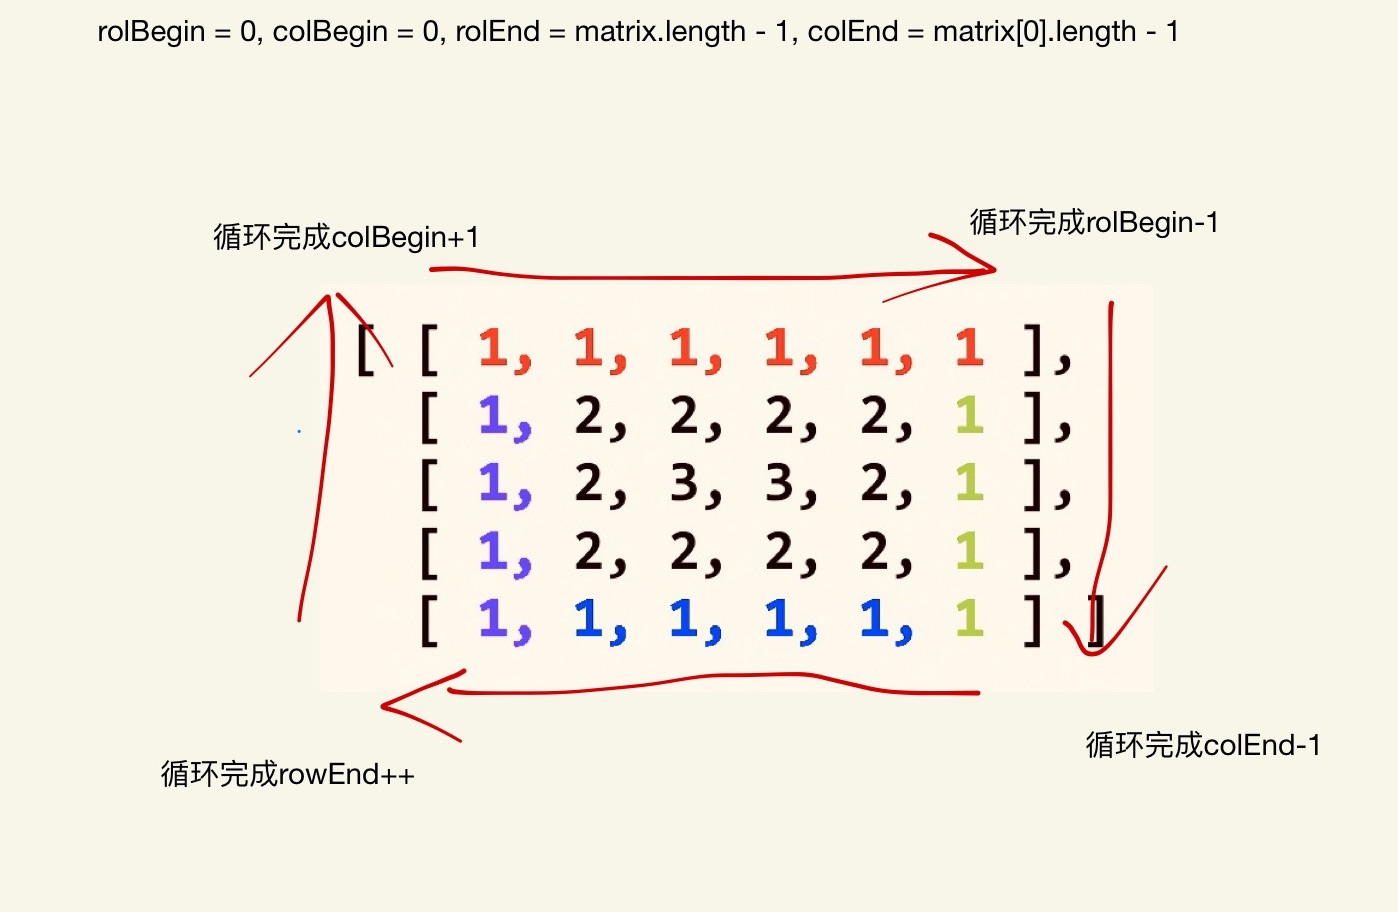 rolBegin = 0, colBegin = 0, rolEnd = matrix.length - 1, colEnd = matrix[0].length - 1
循环完成rolBegin-1
循环完成colBegin+1
[ [ 1, 1, 1, 1, 1, 1 ],
[ 1, 2, 2, 2, 2, 1 ],
[ 1, 2, 3, 3, 2, 1 ],
[ 1, 2, 2, 2, 2, 1 ],
[ 1, 1, 1, 1, 1, 1 ] ]
循环完成colEnd-1
循环完成rowEnd++